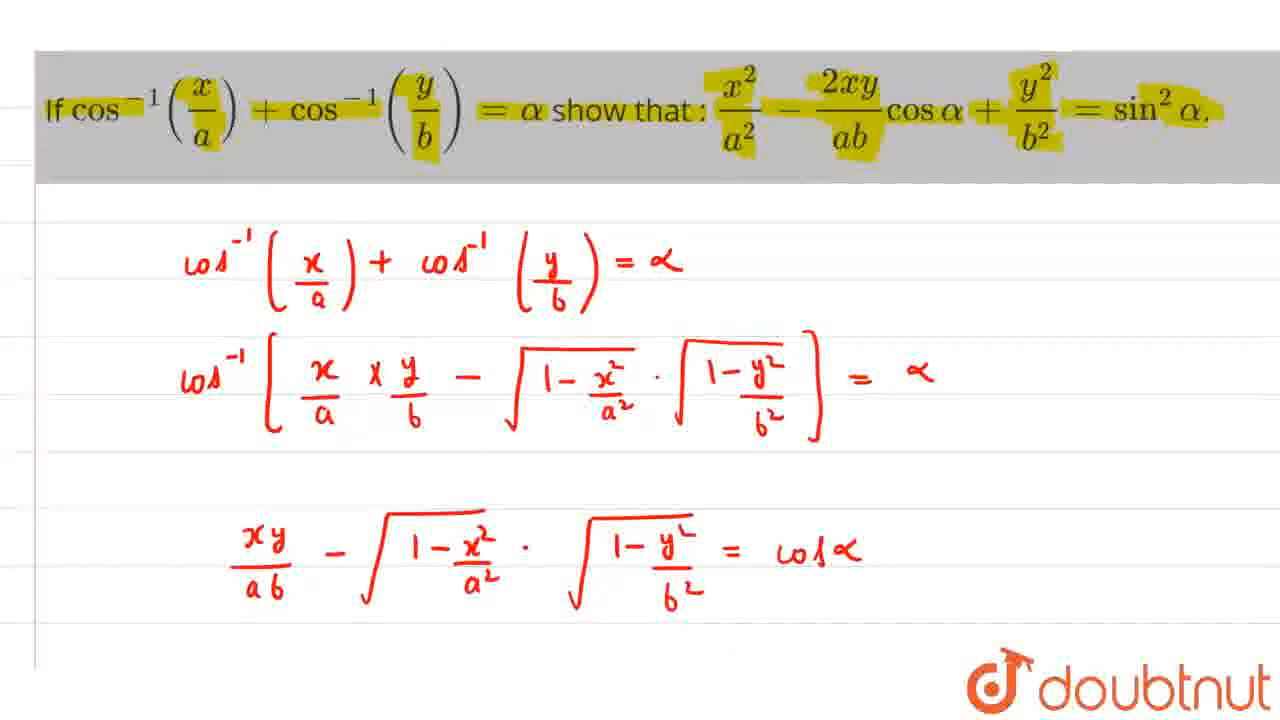 If cos⁻¹(x/a) + cos⁻¹(y/b) = α show that : x²/a² − 2xy/ab cos α + y²/b² = sin² α.
cos⁻¹(x/a) + cos⁻¹(y/b) = α
cos⁻¹[x/a × y/b − √(1 − x²/a²) · √(1 − y²/b²)] = α
xy/ab − √(1 − x²/a²) · √(1 − y²/b²) = cos α
doubtnut